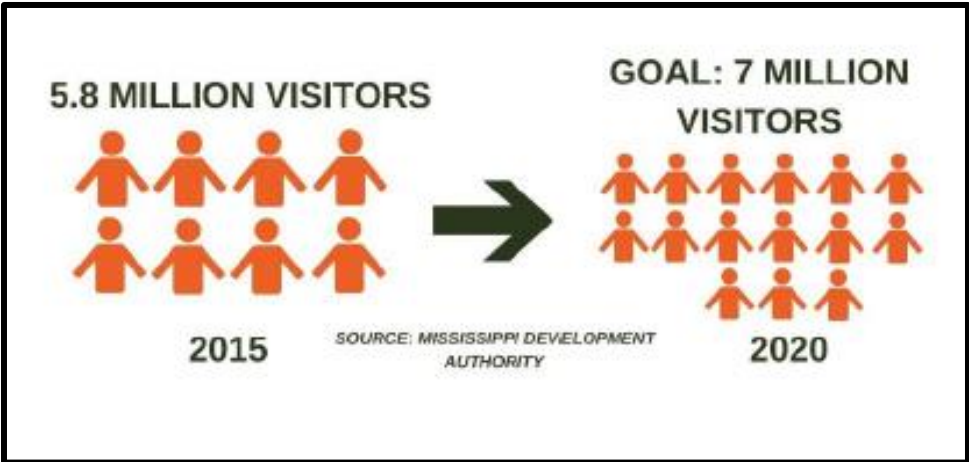 5.8 MILLION VISITORS
GOAL: 7 MILLION
VISITORS
2015
SOURCE: MISSISSIPPI DEVELOPMENT
AUTHORITY
2020